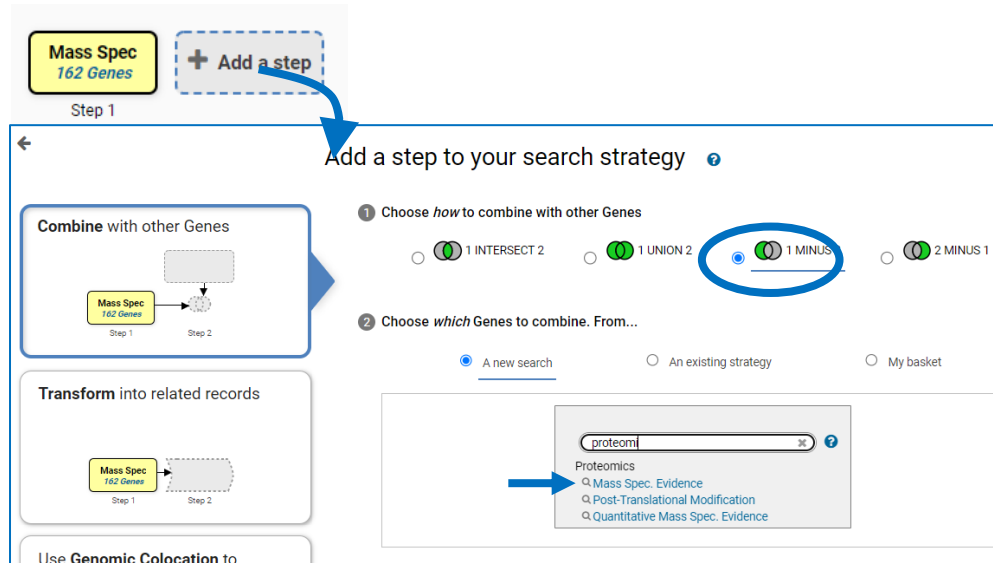 Mass Spec
162 Genes
Add a step
Step 1
Add a step to your search strategy ?
Combine with other Genes
Mass Spec
162 Genes
Step 1
Step 2
Transform into related records
Mass Spec
162 Genes
Step 1
Step 2
Use Genomic Colocation to
1 Choose how to combine with other Genes
1 INTERSECT 2
1 UNION 2
1 MINUS
2 MINUS 1
2 Choose which Genes to combine. From...
A new search
An existing strategy
My basket
proteomi
Proteomics
Mass Spec. Evidence
Post-Translational Modification
Quantitative Mass Spec. Evidence